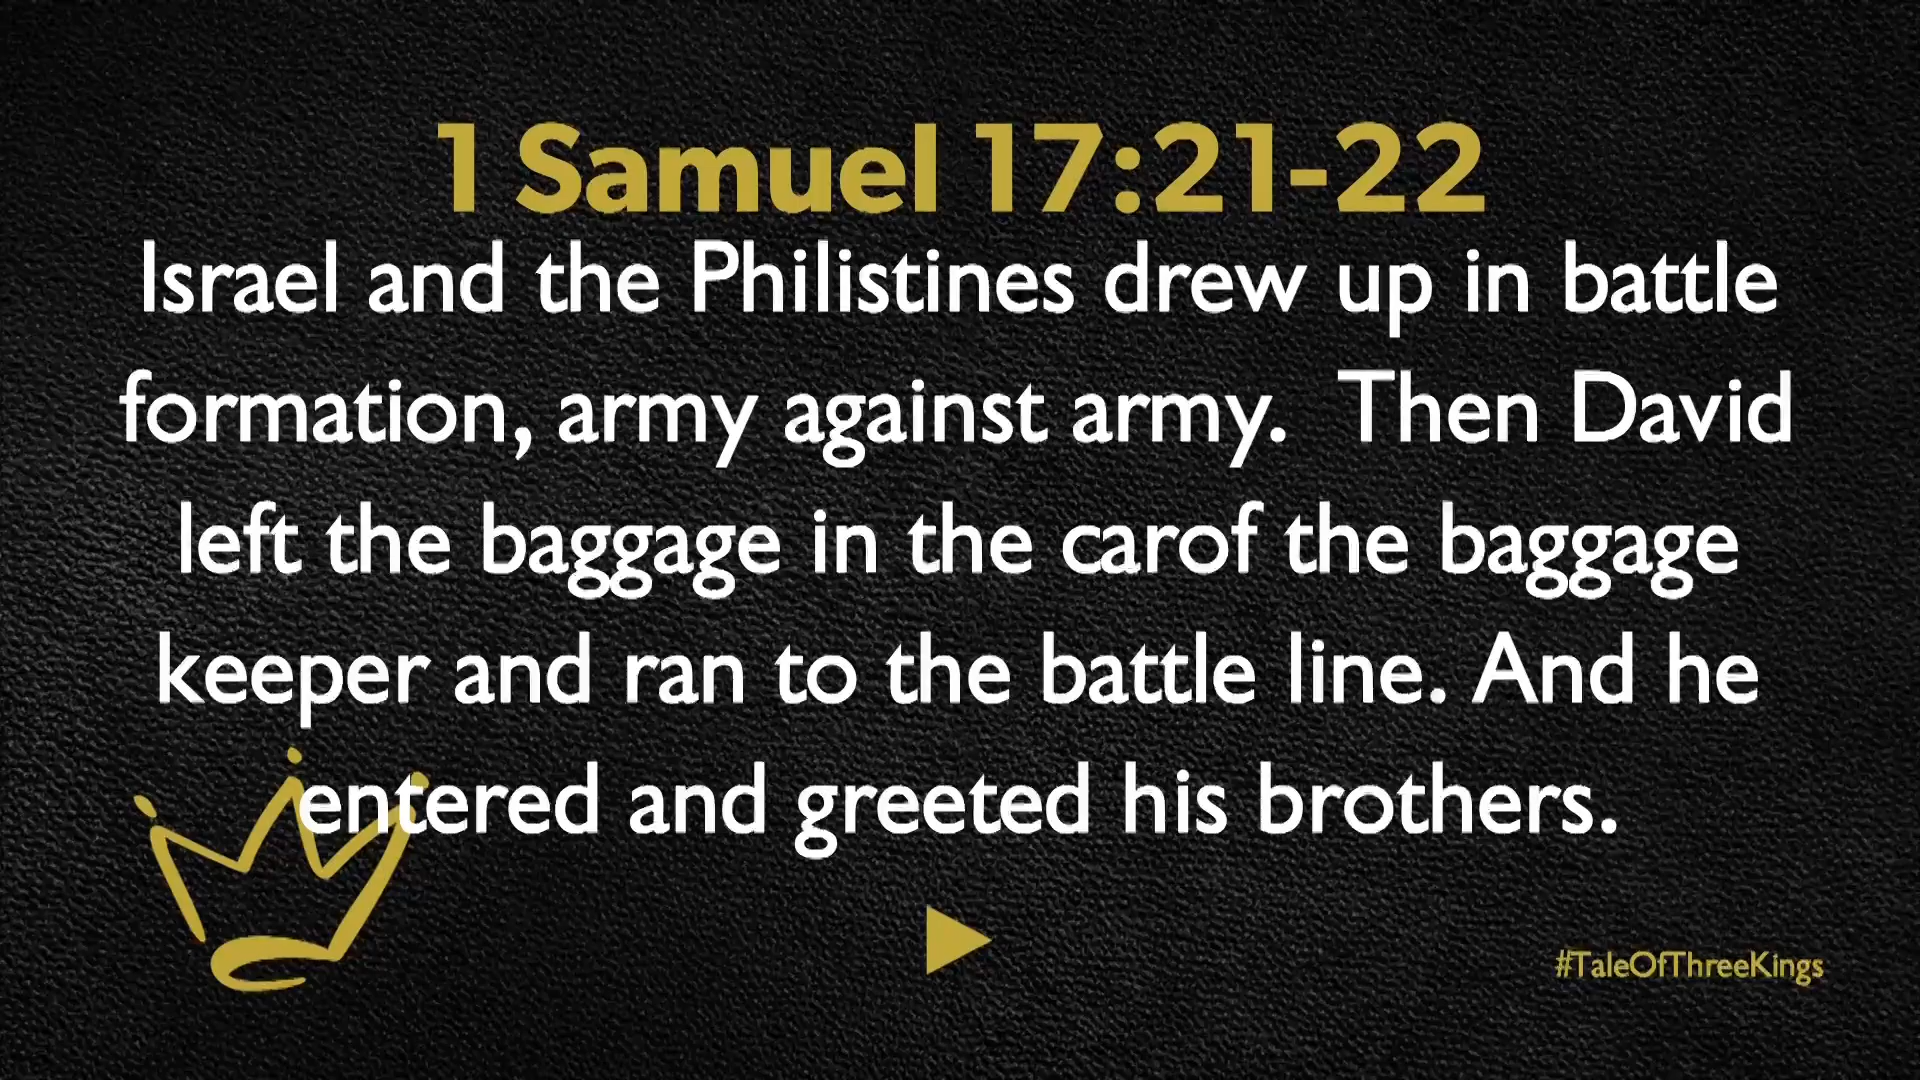 1 Samuel 17:21-22
Israel and the Philistines drew up in battle
formation, army against army.  Then David
left the baggage in the carof the baggage
keeper and ran to the battle line. And he
entered and greeted his brothers.
#TaleOfThreeKings